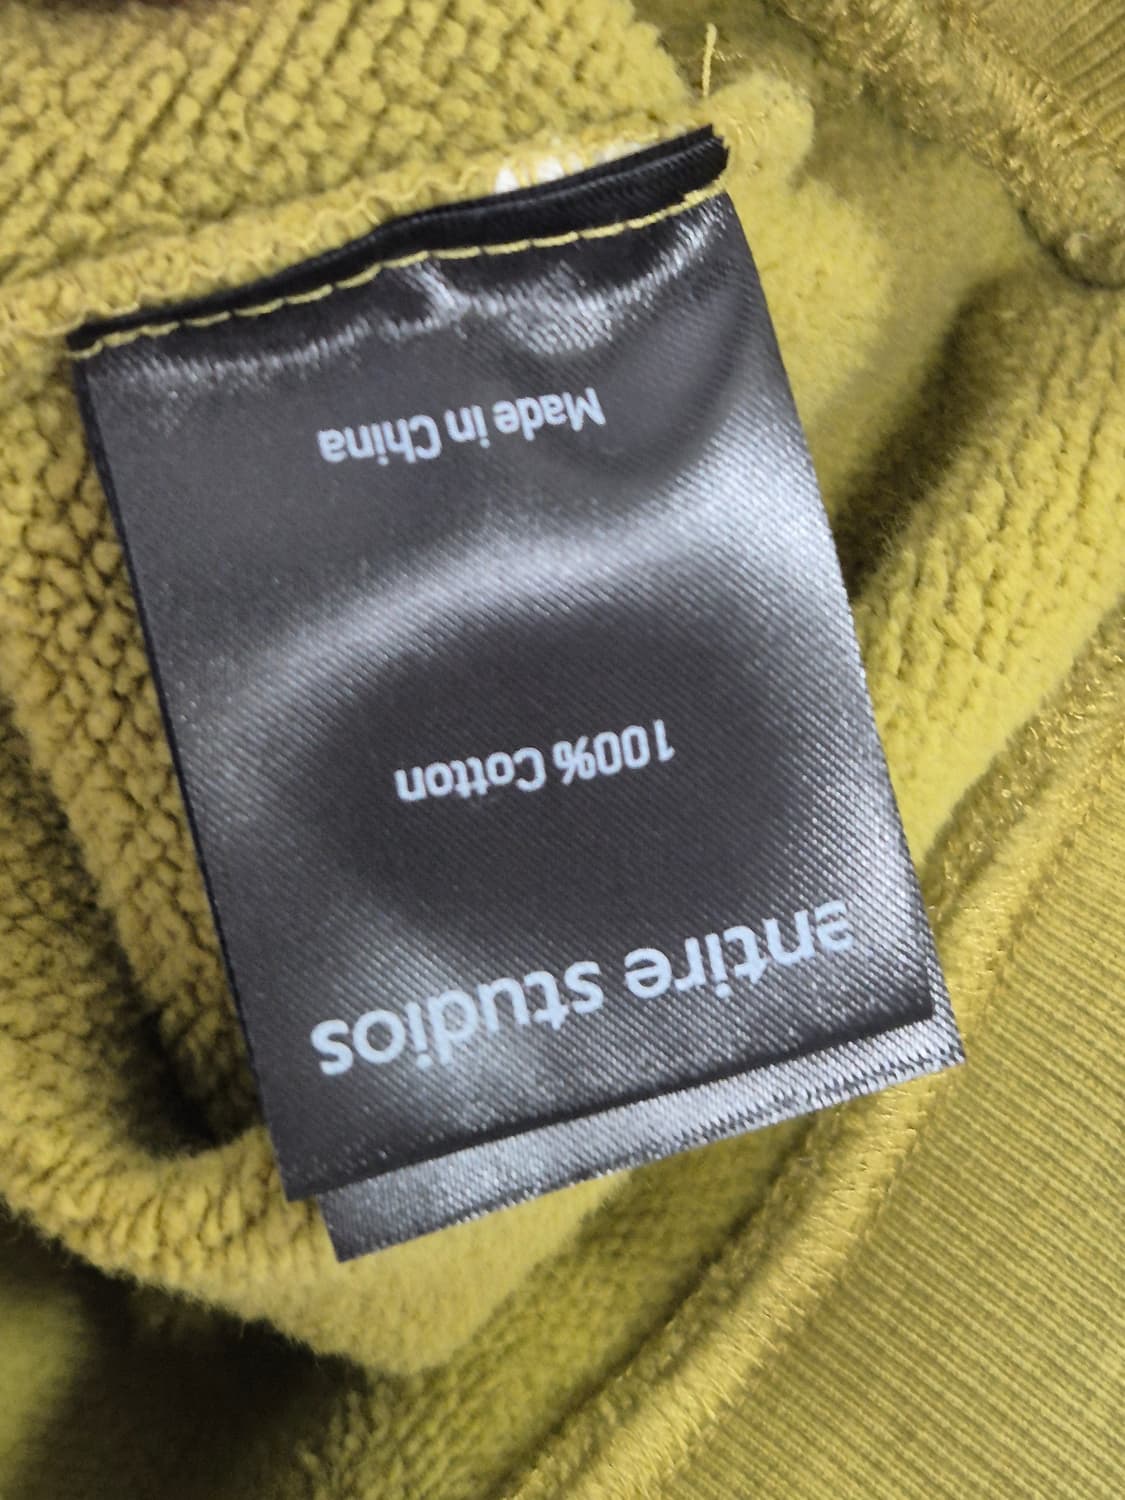 entire studios
100% Cotton
Made in China